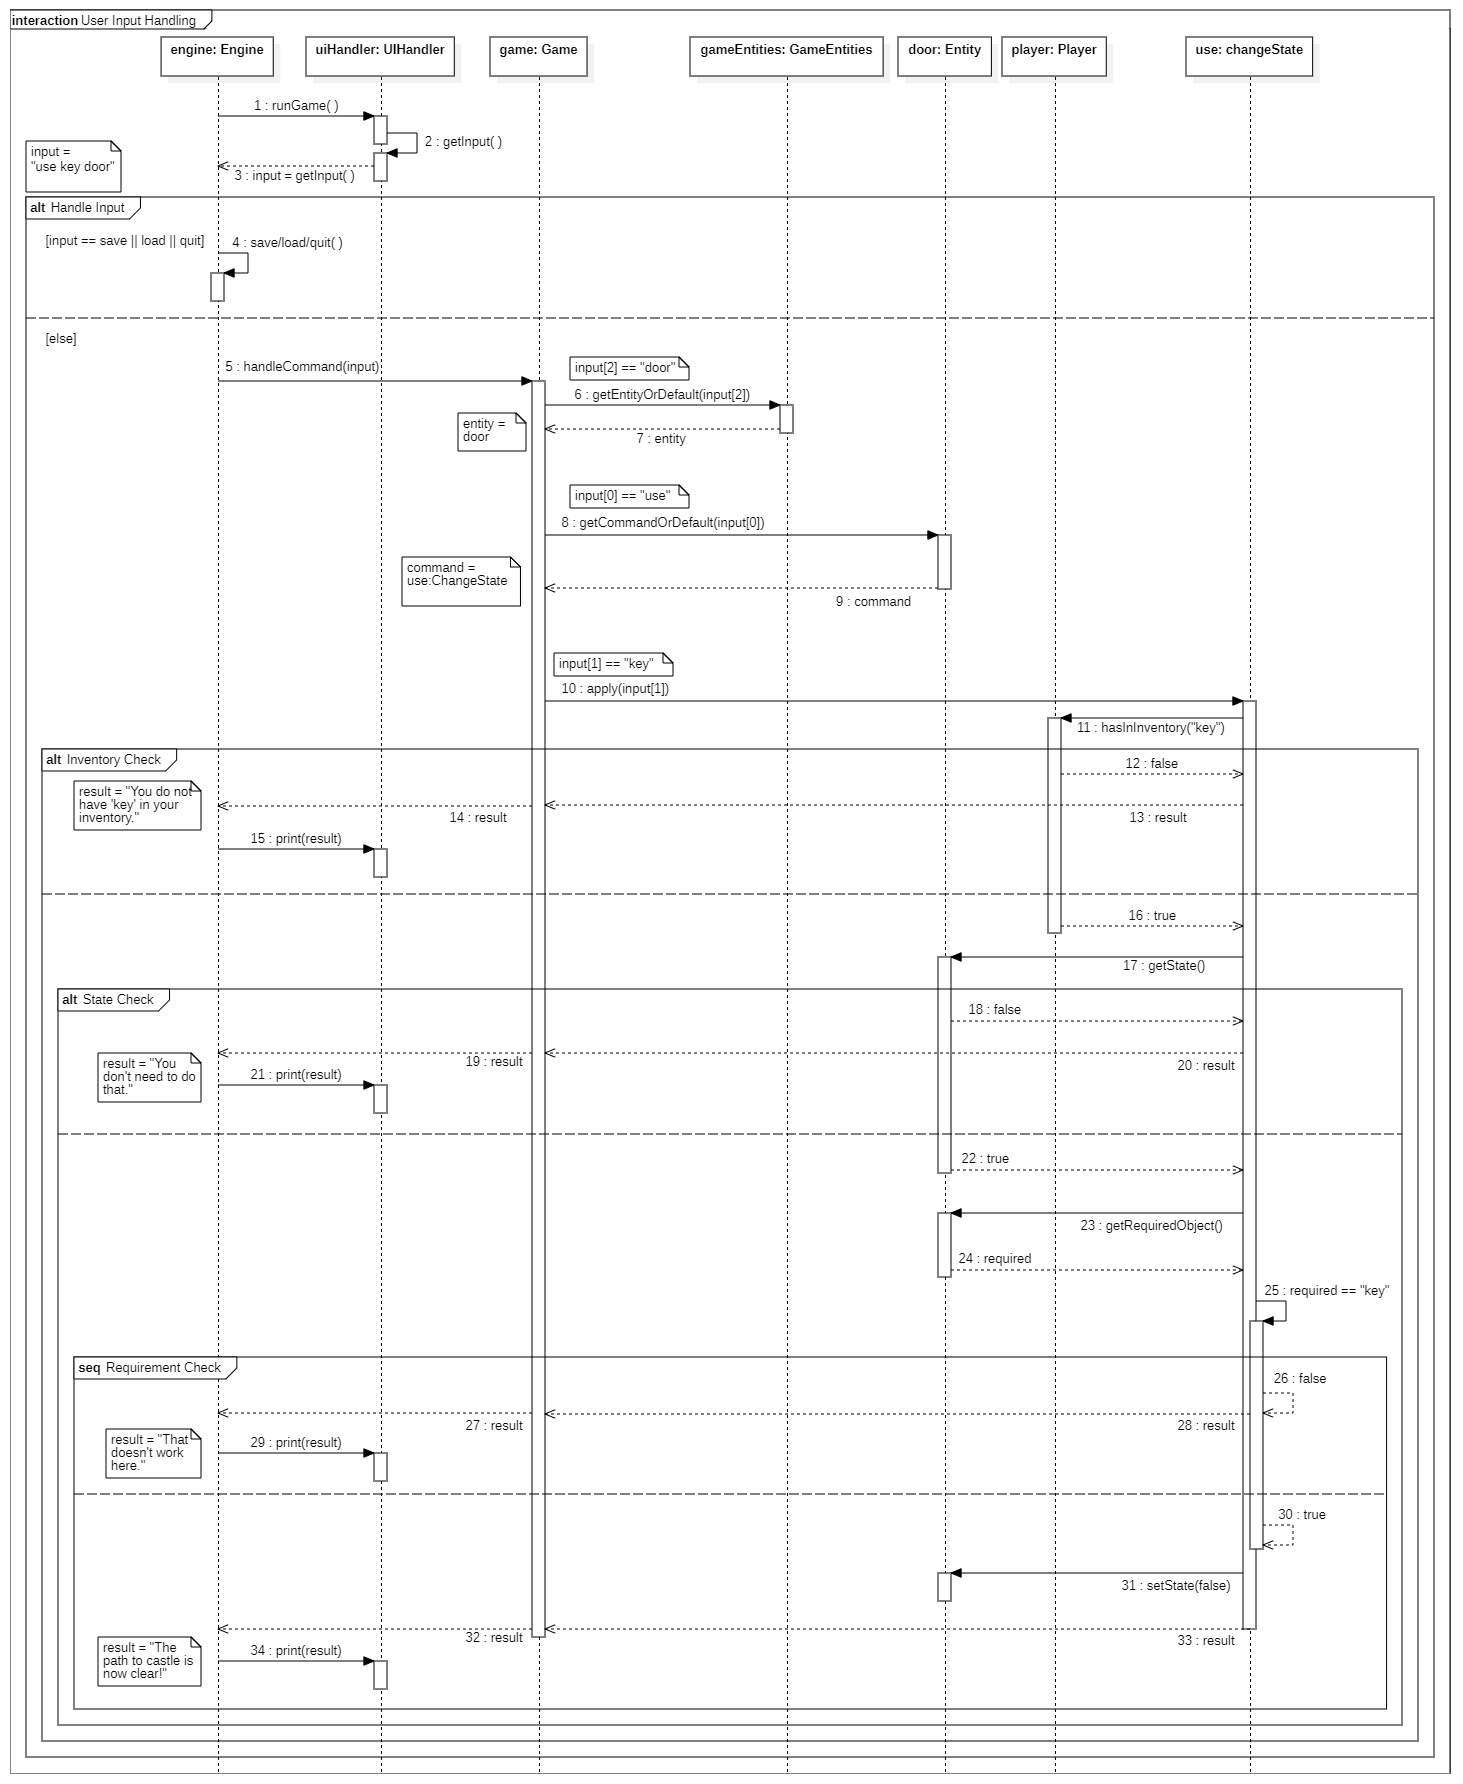 interaction User Input Handling
engine: Engine
uiHandler: UIHandler
game: Game
gameEntities: GameEntities
door: Entity
player: Player
use: changeState
1 : runGame( )
2 : getInput( )
input =
"use key door"
3 : input = getInput( )
alt Handle Input
[input == save || load || quit]
4 : save/load/quit( )
[else]
5 : handleCommand(input)
input[2] == "door"
6 : getEntityOrDefault(input[2])
entity =
door
7 : entity
input[0] == "use"
8 : getCommandOrDefault(input[0])
command =
use:ChangeState
9 : command
input[1] == "key"
10 : apply(input[1])
11 : hasInInventory("key")
alt Inventory Check
12 : false
result = "You do not
have 'key' in your
inventory."
14 : result
13 : result
15 : print(result)
16 : true
17 : getState()
alt State Check
18 : false
result = "You
don't need to do
that."
19 : result
20 : result
21 : print(result)
22 : true
23 : getRequiredObject()
24 : required
25 : required == "key"
seq Requirement Check
26 : false
27 : result
28 : result
result = "That
doesn't work
here."
29 : print(result)
30 : true
31 : setState(false)
32 : result
33 : result
result = "The
path to castle is
now clear!"
34 : print(result)